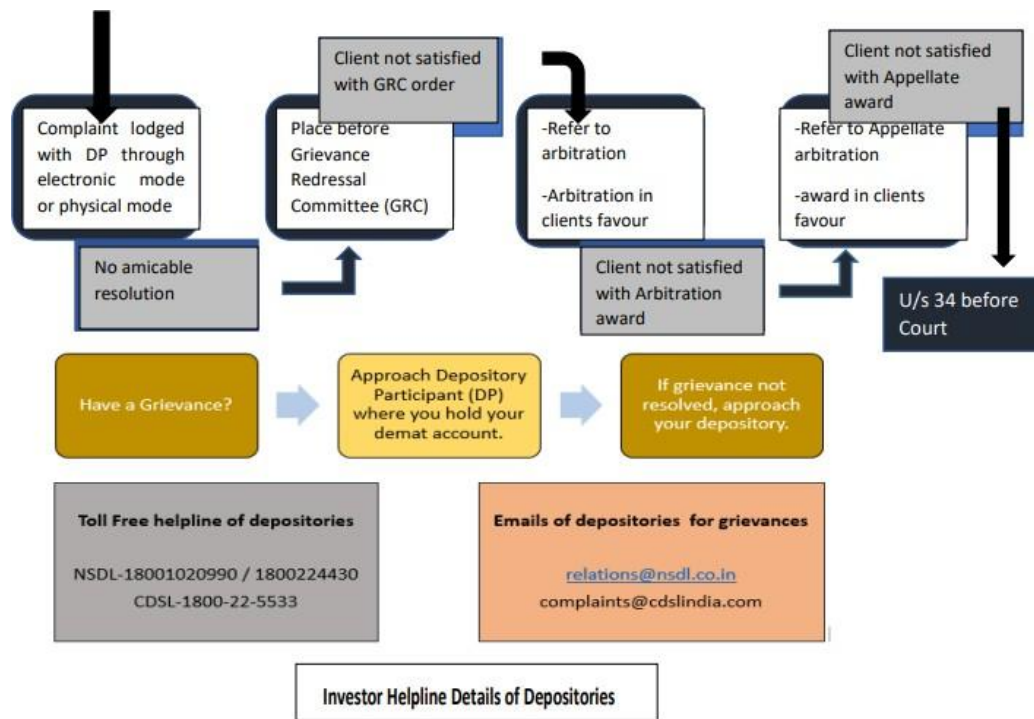 Complaint lodged
with DP through
electronic mode
or physical mode
No amicable
resolution
Place before
Grievance
Redressal
Committee (GRC)
Client not satisfied
with GRC order
-Refer to
arbitration
-Arbitration in
clients favour
Client not satisfied
with Arbitration
award
-Refer to Appellate
arbitration
-award in clients
favour
Client not satisfied
with Appellate
award
U/s 34 before
Court
Have a Grievance?
Approach Depository
Participant (DP)
where you hold your
demat account.
If grievance not
resolved, approach
your depository.
Toll Free helpline of depositories
NSDL-18001020990 / 1800224430
CDSL-1800-22-5533
Emails of depositories for grievances
relations@nsdl.co.in
complaints@cdslindia.com
Investor Helpline Details of Depositories